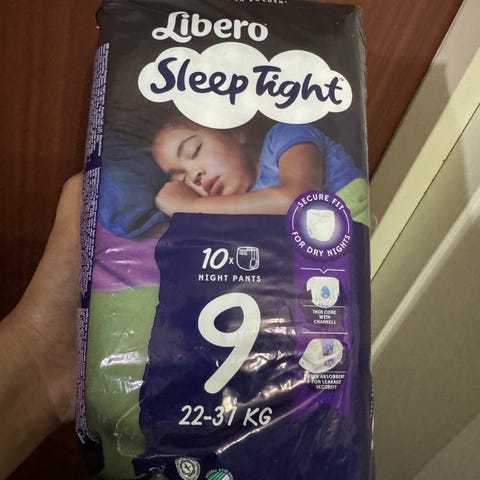 Libero
Sleep Tight
SECURE FIT
FOR DRY NIGHTS
10x
NIGHT PANTS
THIN CORE
WITH
CHANNELS
9
SUPER ABSORBENT
FOR LEAKAGE
SECURITY
22-37 KG